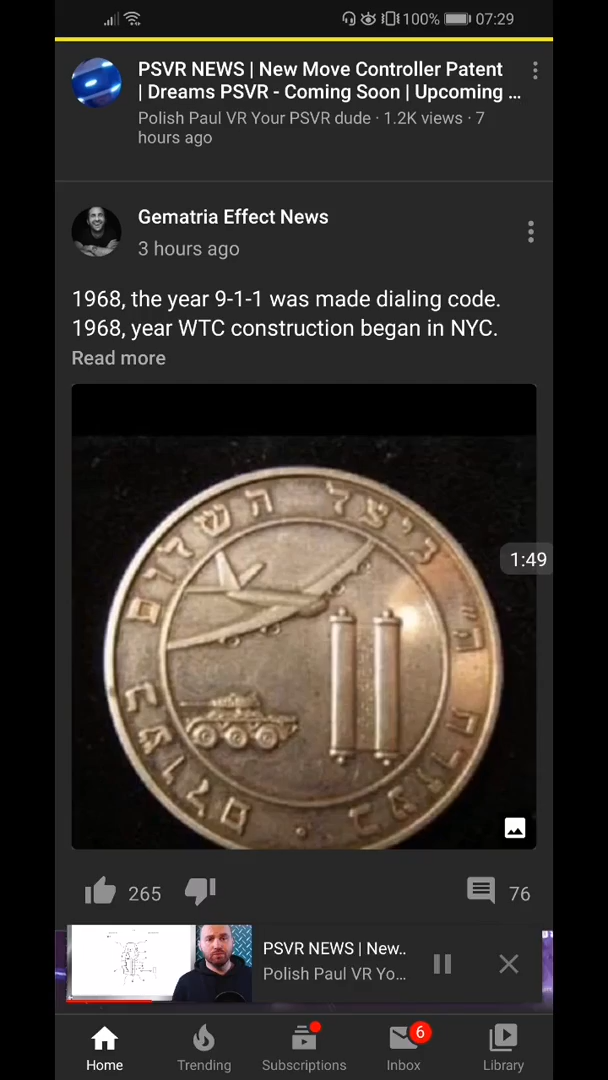 100% 07:29
PSVR NEWS | New Move Controller Patent
| Dreams PSVR - Coming Soon | Upcoming ...
Polish Paul VR Your PSVR dude · 1.2K views · 7
hours ago
Gematria Effect News
3 hours ago
1968, the year 9-1-1 was made dialing code.
1968, year WTC construction began in NYC.
Read more
1:49
265
76
PSVR NEWS | New..
Polish Paul VR Yo...
6
Home
Trending
Subscriptions
Inbox
Library